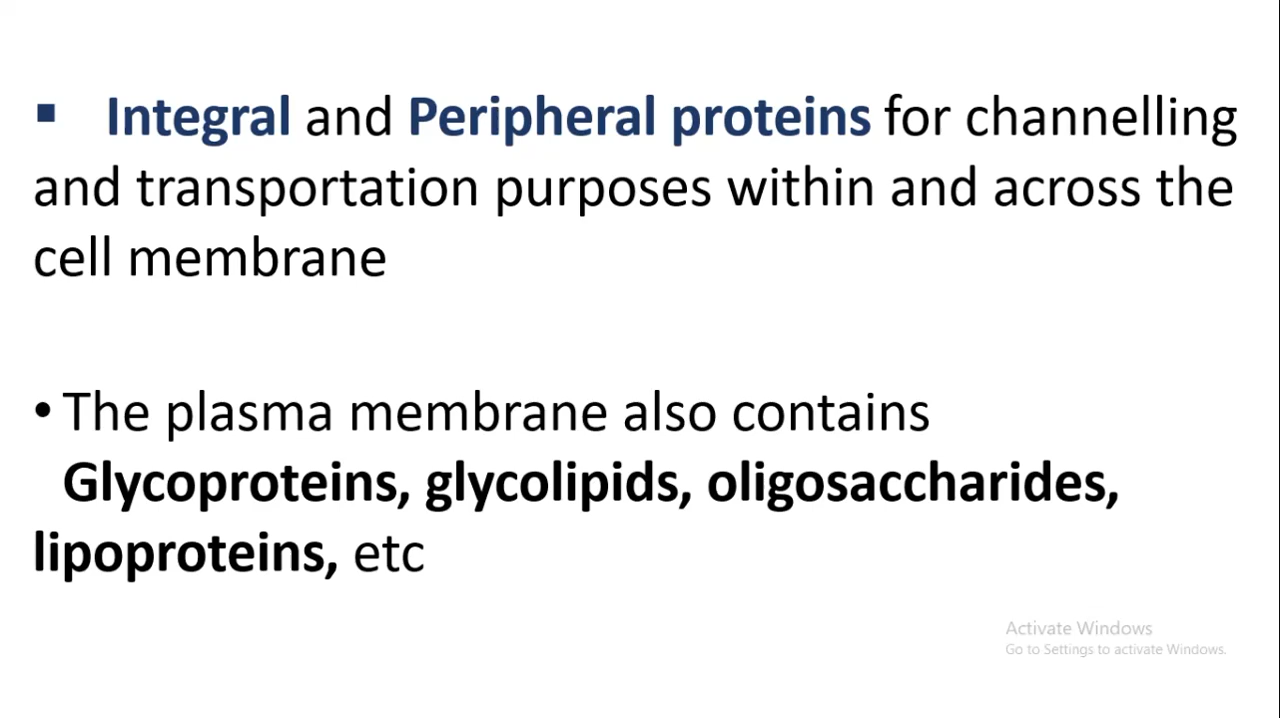 ▪ Integral and Peripheral proteins for channelling
and transportation purposes within and across the
cell membrane
• The plasma membrane also contains
Glycoproteins, glycolipids, oligosaccharides,
lipoproteins, etc
Activate Windows
Go to Settings to activate Windows.